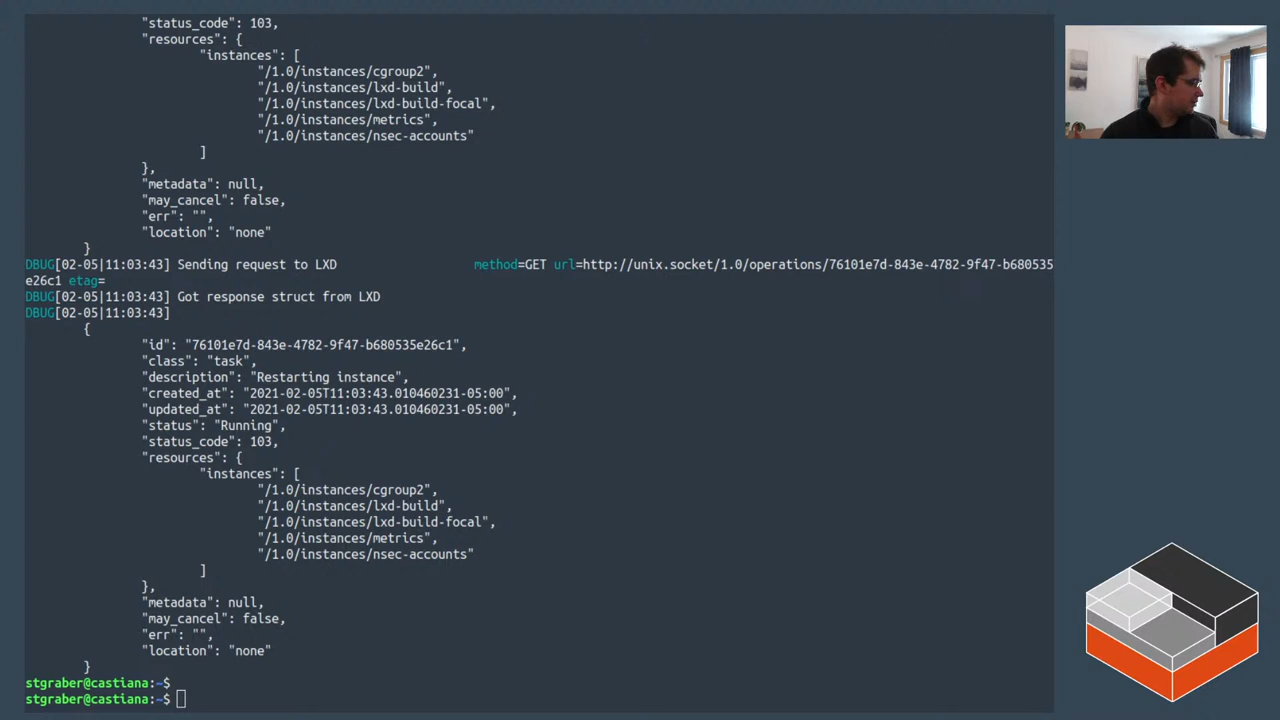 "status_code": 103,
"resources": {
"instances": [
"/1.0/instances/cgroup2",
"/1.0/instances/lxd-build",
"/1.0/instances/lxd-build-focal",
"/1.0/instances/metrics",
"/1.0/instances/nsec-accounts"
]
},
"metadata": null,
"may_cancel": false,
"err": "",
"location": "none"
}
DBUG[02-05|11:03:43] Sending request to LXD method=GET url=http://unix.socket/1.0/operations/76101e7d-843e-4782-9f47-b680535
e26c1 etag=
DBUG[02-05|11:03:43] Got response struct from LXD
DBUG[02-05|11:03:43]
{
"id": "76101e7d-843e-4782-9f47-b680535e26c1",
"class": "task",
"description": "Restarting instance",
"created_at": "2021-02-05T11:03:43.010460231-05:00",
"updated_at": "2021-02-05T11:03:43.010460231-05:00",
"status": "Running",
"status_code": 103,
"resources": {
"instances": [
"/1.0/instances/cgroup2",
"/1.0/instances/lxd-build",
"/1.0/instances/lxd-build-focal",
"/1.0/instances/metrics",
"/1.0/instances/nsec-accounts"
]
},
"metadata": null,
"may_cancel": false,
"err": "",
"location": "none"
}
stgraber@castiana:~$
stgraber@castiana:~$